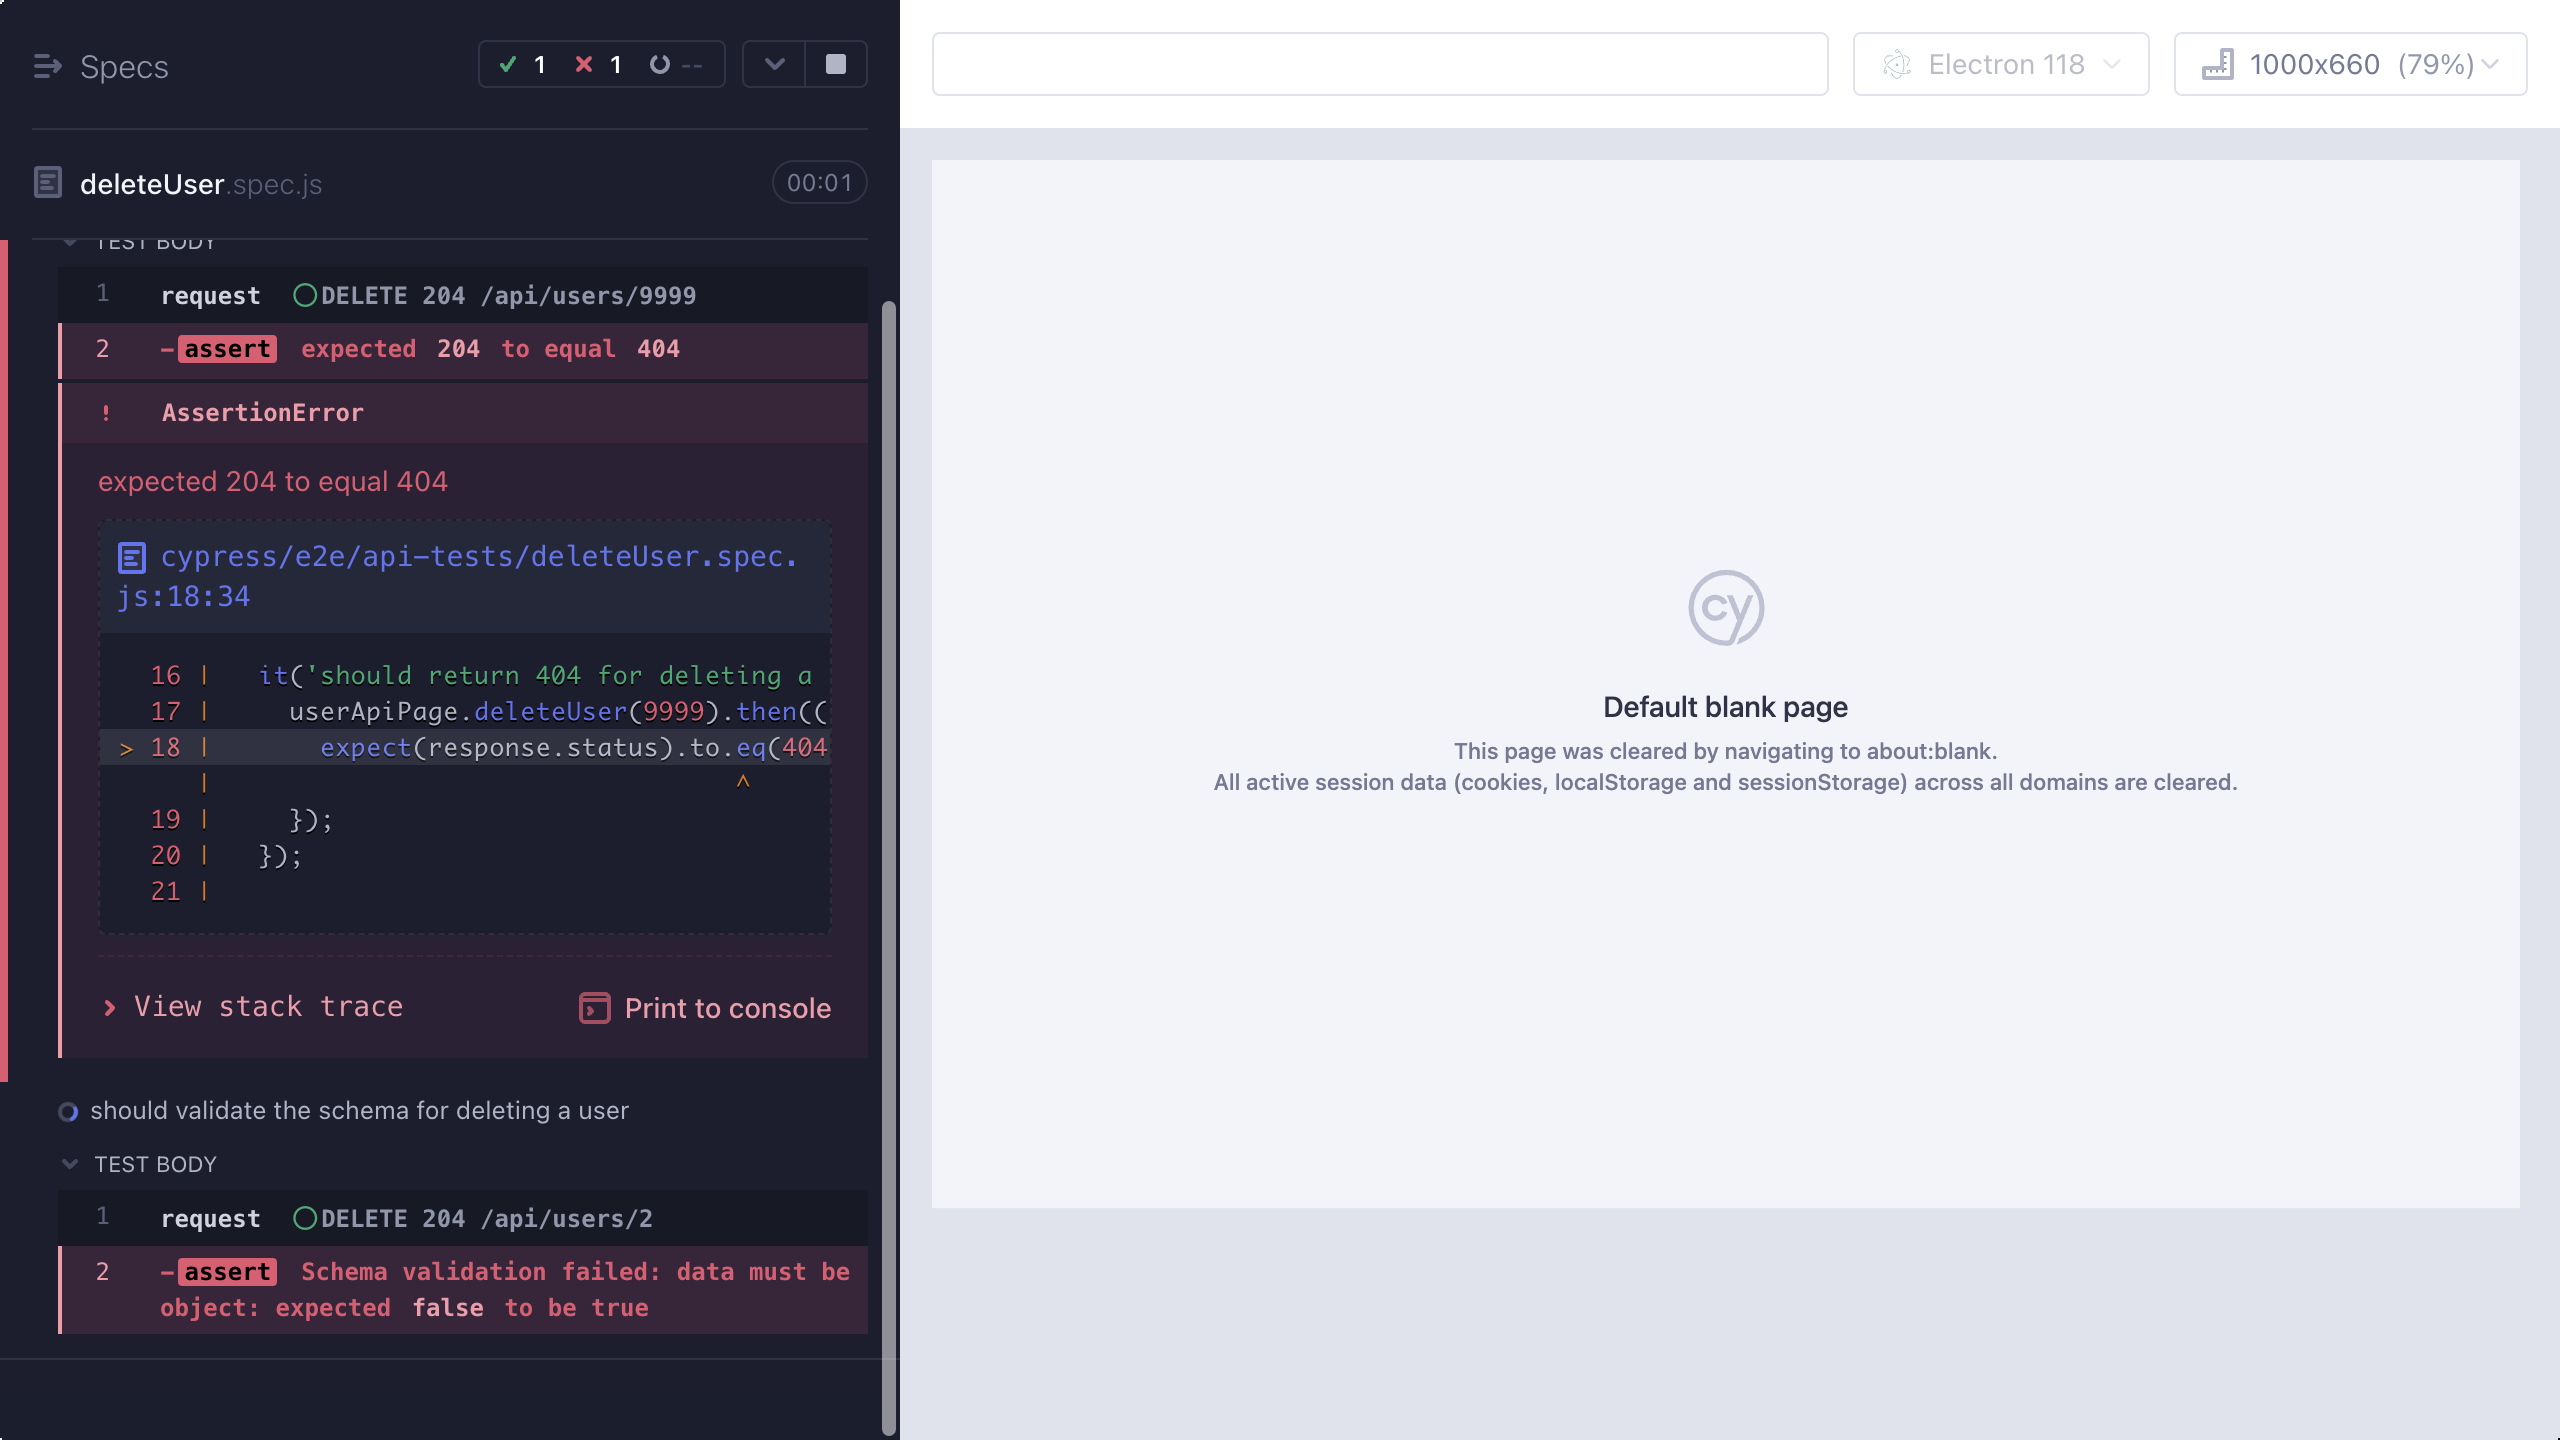 Specs
1 1 --
deleteUser.spec.js
00:01
TEST BODY
1 request DELETE 204 /api/users/9999
2 -assert expected 204 to equal 404
! AssertionError
expected 204 to equal 404
cypress/e2e/api-tests/deleteUser.spec.
js:18:34
16 | it('should return 404 for deleting a
17 | userApiPage.deleteUser(9999).then((
> 18 | expect(response.status).to.eq(404
| ^
19 | });
20 | });
21 |
View stack trace
Print to console
should validate the schema for deleting a user
TEST BODY
1 request DELETE 204 /api/users/2
2 -assert Schema validation failed: data must be
object: expected false to be true
Electron 118
1000x660 (79%)
cy
Default blank page
This page was cleared by navigating to about:blank.
All active session data (cookies, localStorage and sessionStorage) across all domains are cleared.